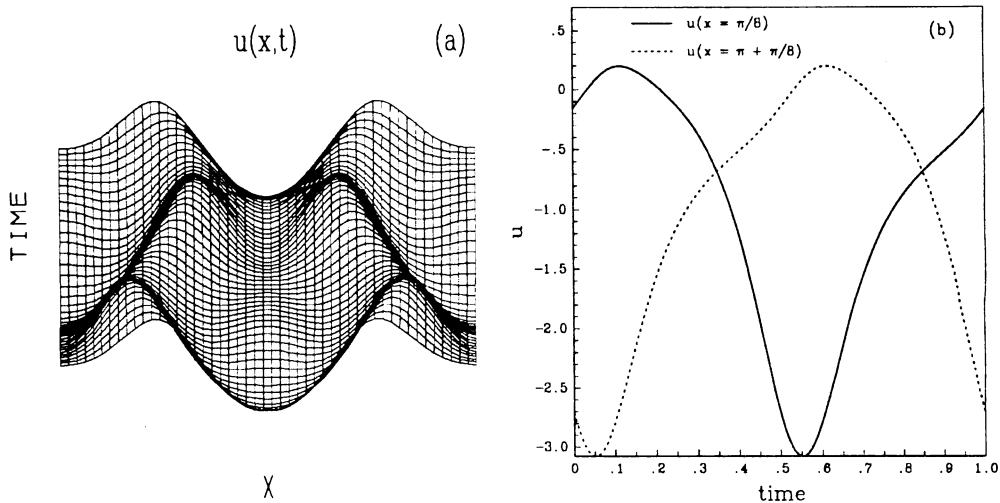 u(x,t)
(a)
TIME
X
u(x = π/8)
u(x = π + π/8)
(b)
.5
0
-.5
-1.0
-1.5
-2.0
-2.5
-3.0
u
0 .1 .2 .3 .4 .5 .6 .7 .8 .9 1.0
time